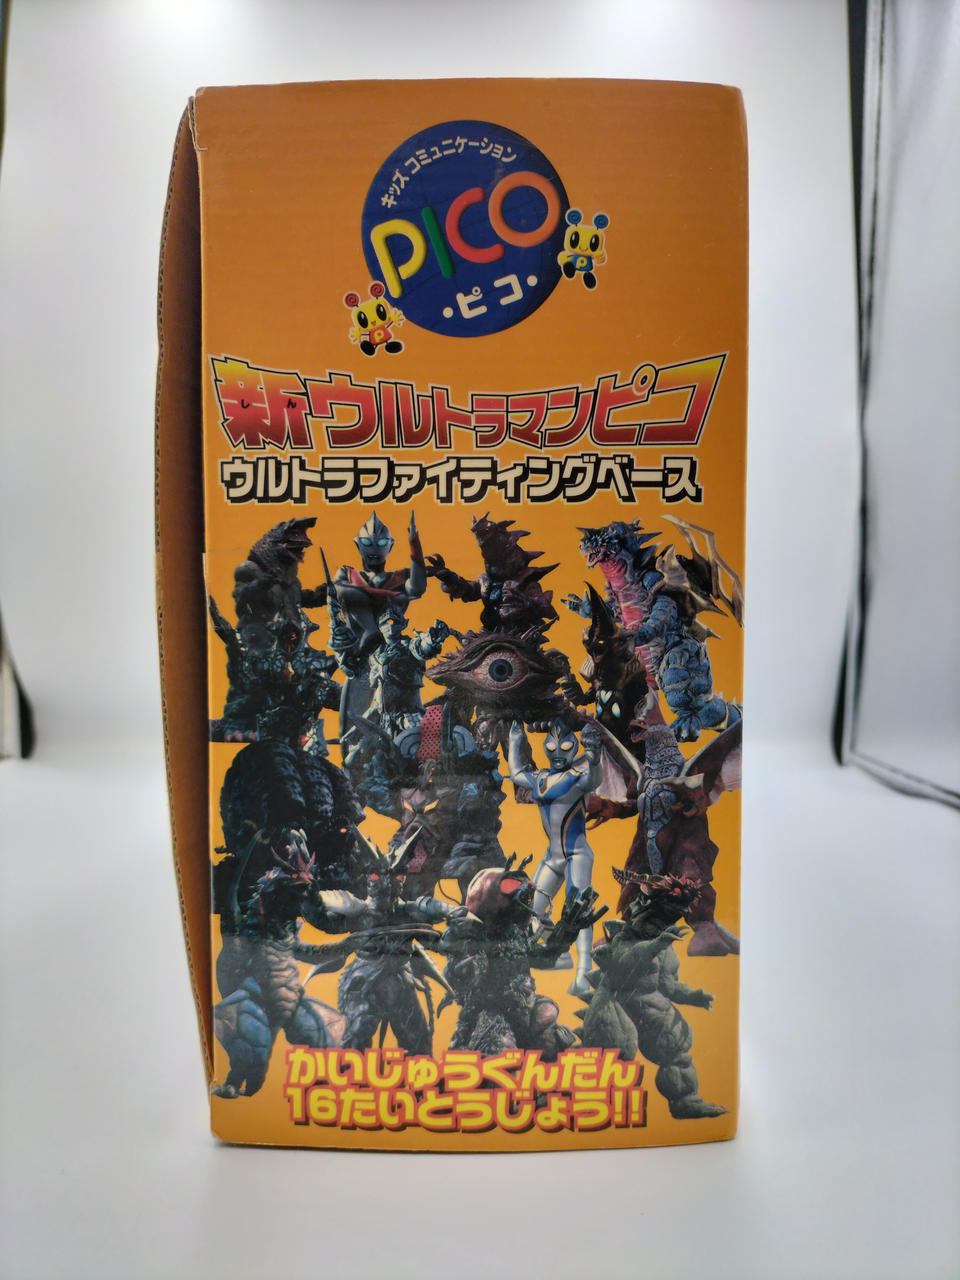 キッズ コミュニケーション
PICO
・ピコ・
P
P
新ウルトラマンピコ
しん
ウルトラファイティングベース
かいじゅうぐんだん
16たいとうじょう!!